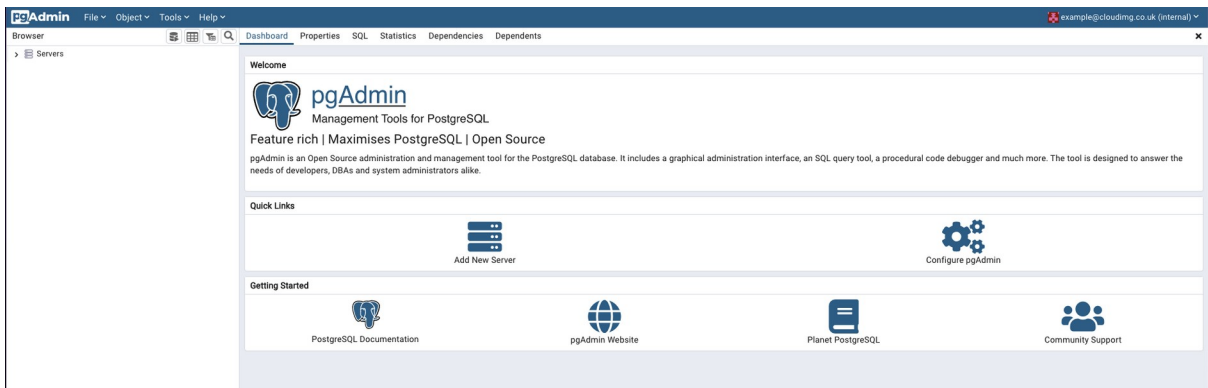 pgAdmin File Object Tools Help example@cloudimg.co.uk (internal)
Browser Dashboard Properties SQL Statistics Dependencies Dependents
Servers
Welcome
pgAdmin
Management Tools for PostgreSQL
Feature rich | Maximises PostgreSQL | Open Source
pgAdmin is an Open Source administration and management tool for the PostgreSQL database. It includes a graphical administration interface, an SQL query tool, a procedural code debugger and much more. The tool is designed to answer the
needs of developers, DBAs and system administrators alike.
Quick Links
Add New Server Configure pgAdmin
Getting Started
PostgreSQL Documentation pgAdmin Website Planet PostgreSQL Community Support